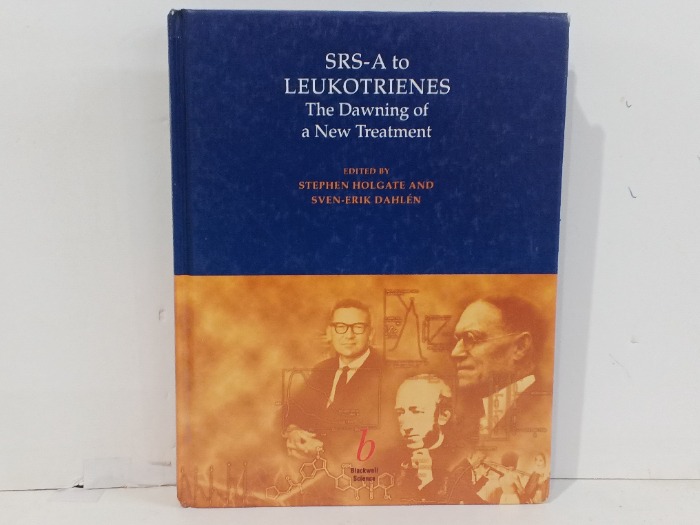 SRS-A to
LEUKOTRIENES
The Dawning of
a New Treatment
EDITED BY
STEPHEN HOLGATE AND
SVEN-ERIK DAHLÉN
b
Blackwell
Science